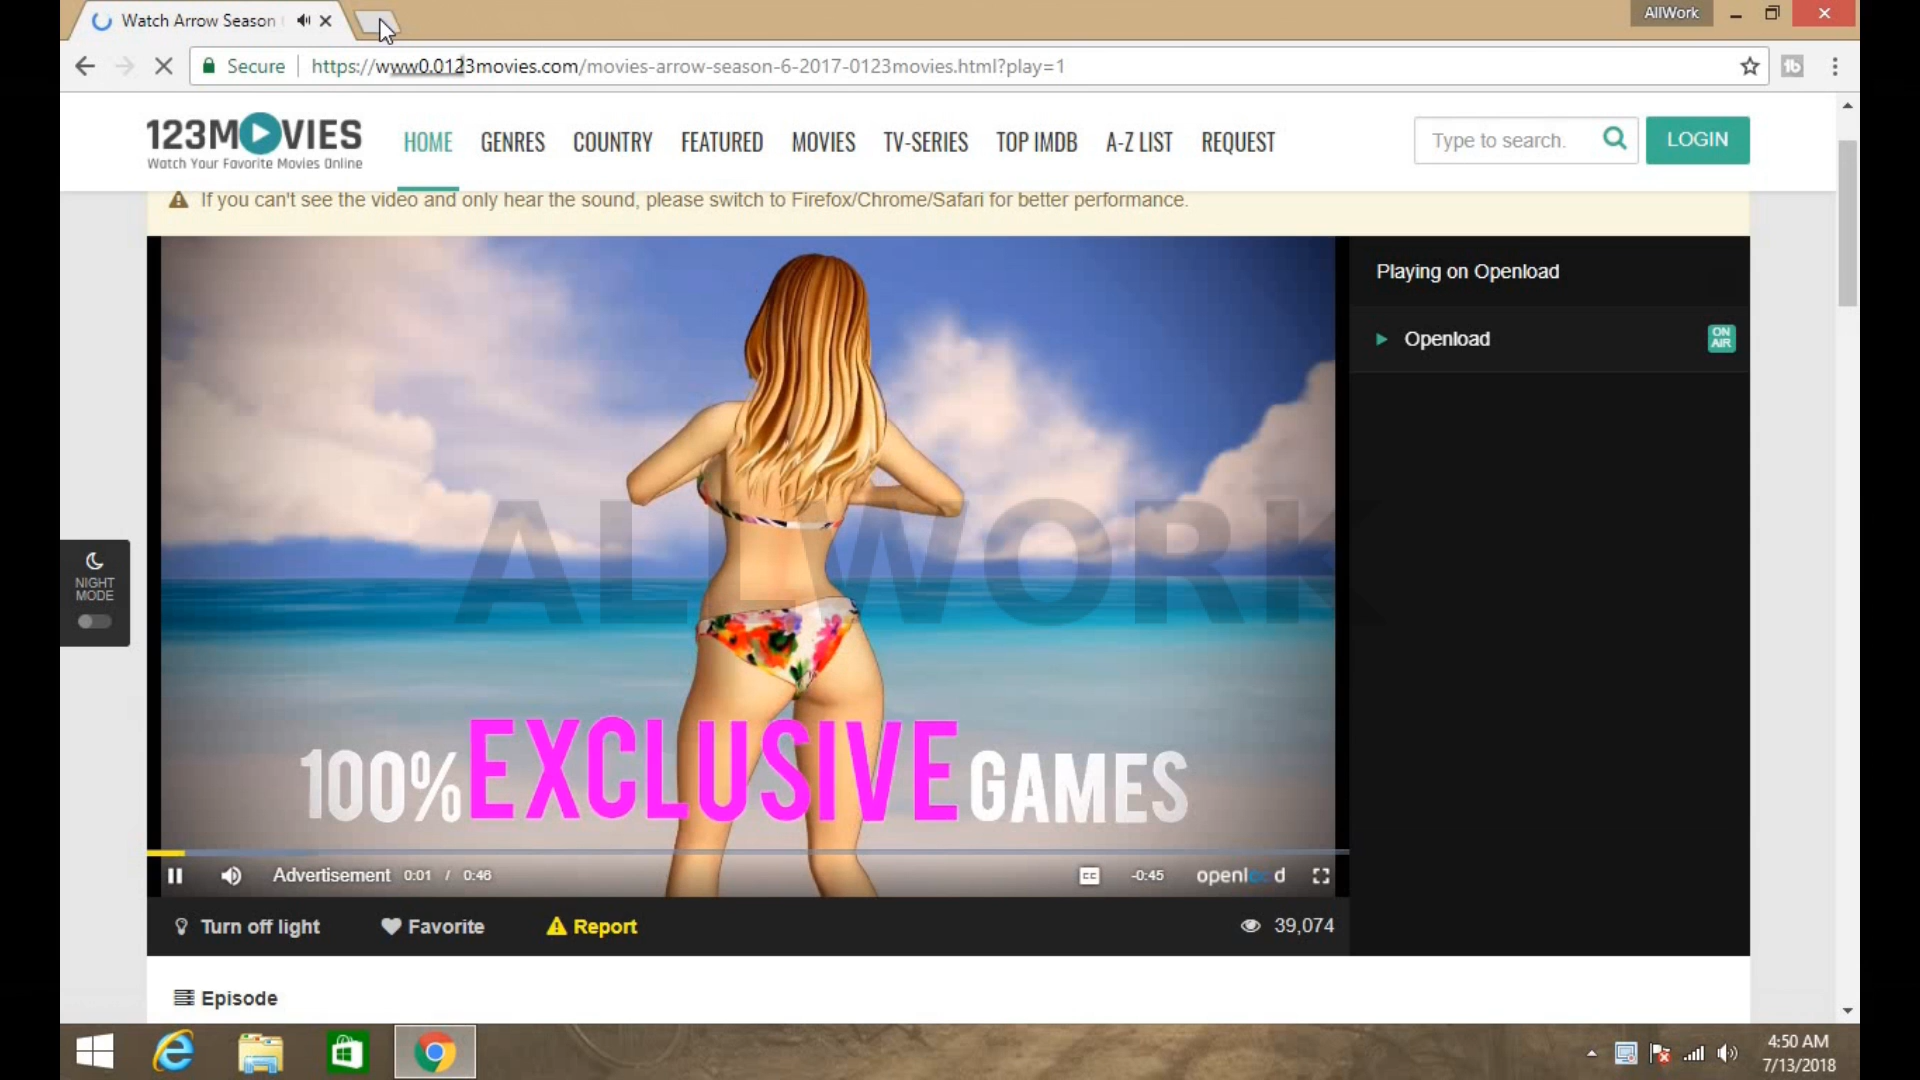 Watch Arrow Season
AllWork
Secure
https://www0.0123movies.com/movies-arrow-season-6-2017-0123movies.html?play=1
123MOVIES
Watch Your Favorite Movies Online
HOME
GENRES
COUNTRY
FEATURED
MOVIES
TV-SERIES
TOP IMDB
A-Z LIST
REQUEST
Type to search.
LOGIN
If you can't see the video and only hear the sound, please switch to Firefox/Chrome/Safari for better performance.
Playing on Openload
Openload
ON
AIR
NIGHT
MODE
ALLWORK
100% EXCLUSIVE GAMES
Advertisement 0:01 / 0:46
CC
-0:45
openload
Turn off light
Favorite
Report
39,074
Episode
4:50 AM
7/13/2018